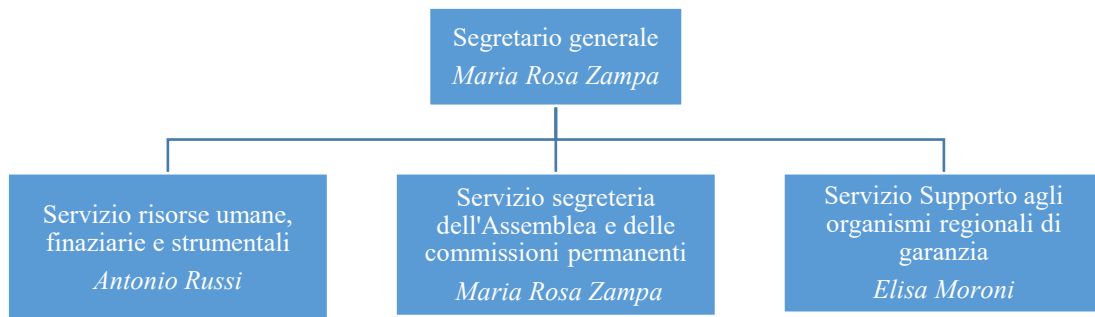 Segretario generale
Maria Rosa Zampa
Servizio risorse umane,
finaziarie e strumentali
Antonio Russi
Servizio segreteria
dell'Assemblea e delle
commissioni permanenti
Maria Rosa Zampa
Servizio Supporto agli
organismi regionali di
garanzia
Elisa Moroni